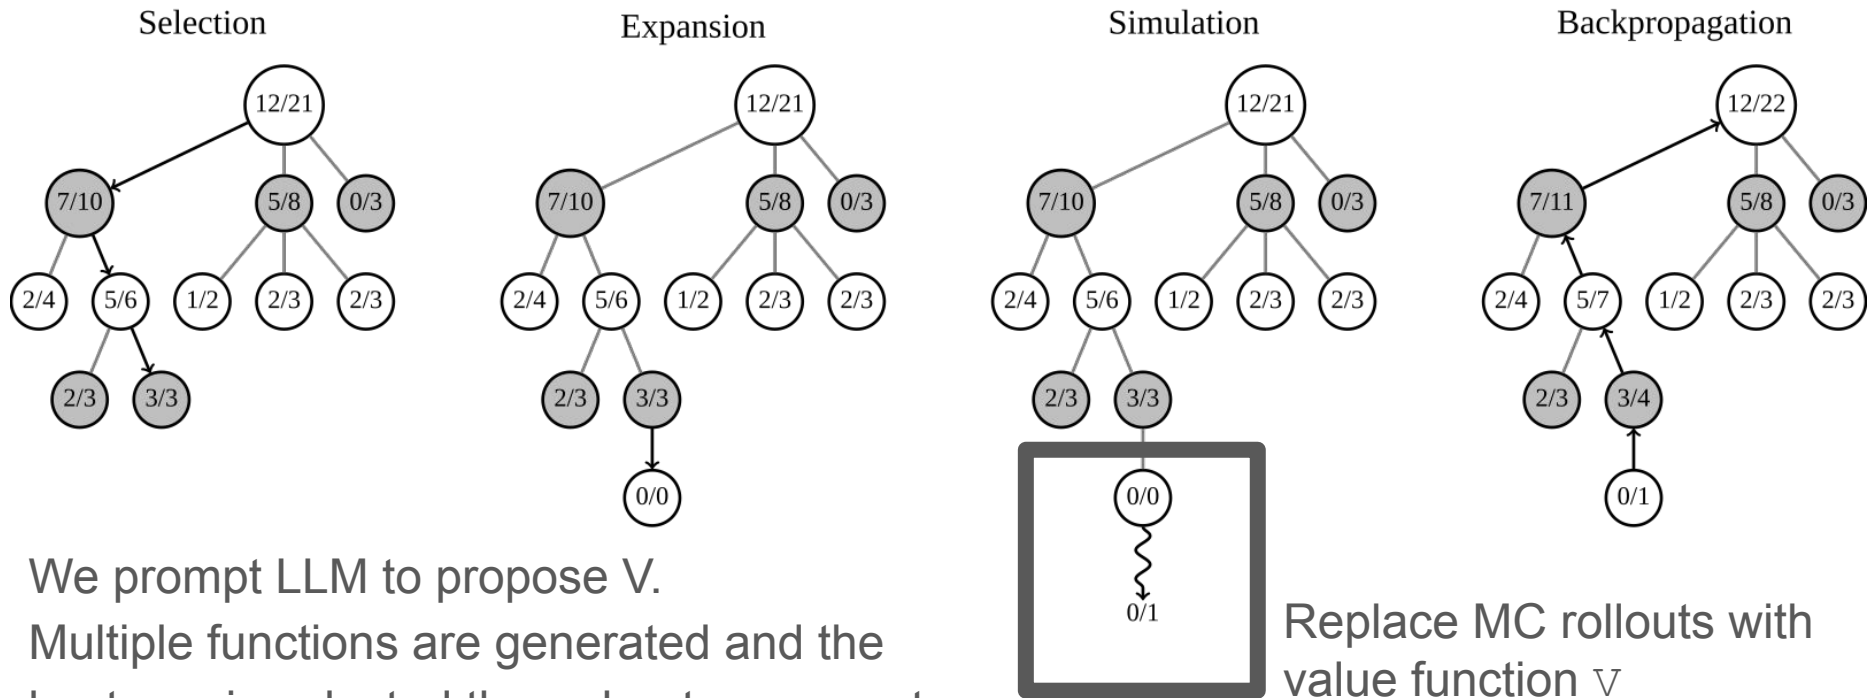 Selection
12/21
7/10 5/8 0/3
2/4 5/6 1/2 2/3 2/3
2/3 3/3
Expansion
12/21
7/10 5/8 0/3
2/4 5/6 1/2 2/3 2/3
2/3 3/3
0/0
Simulation
12/21
7/10 5/8 0/3
2/4 5/6 1/2 2/3 2/3
2/3 3/3
0/0
0/1
Backpropagation
12/22
7/11 5/8 0/3
2/4 5/7 1/2 2/3 2/3
2/3 3/4
0/1
We prompt LLM to propose V.
Multiple functions are generated and the
Replace MC rollouts with
value function V